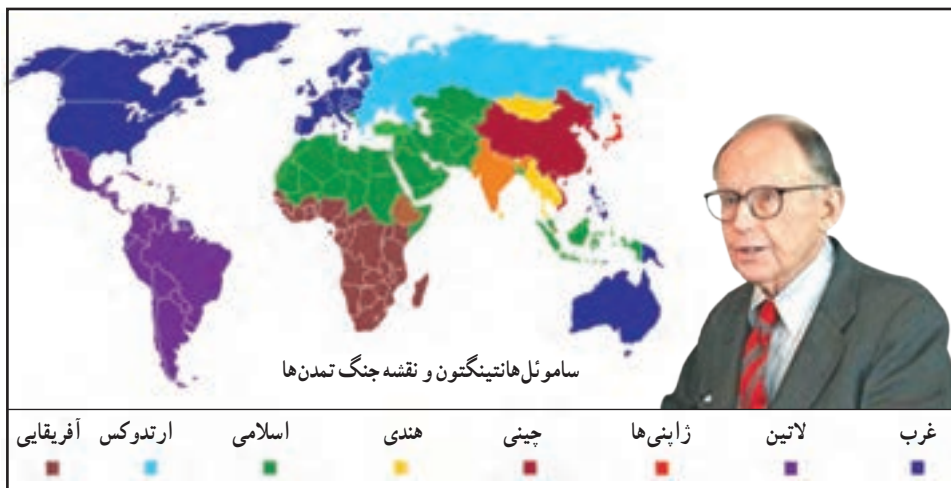 ساموئل‌هانتینگتون و نقشه جنگ تمدن‌ها
غرب لاتین ژاپنی‌ها چینی هندی اسلامی ارتدوکس آفریقایی